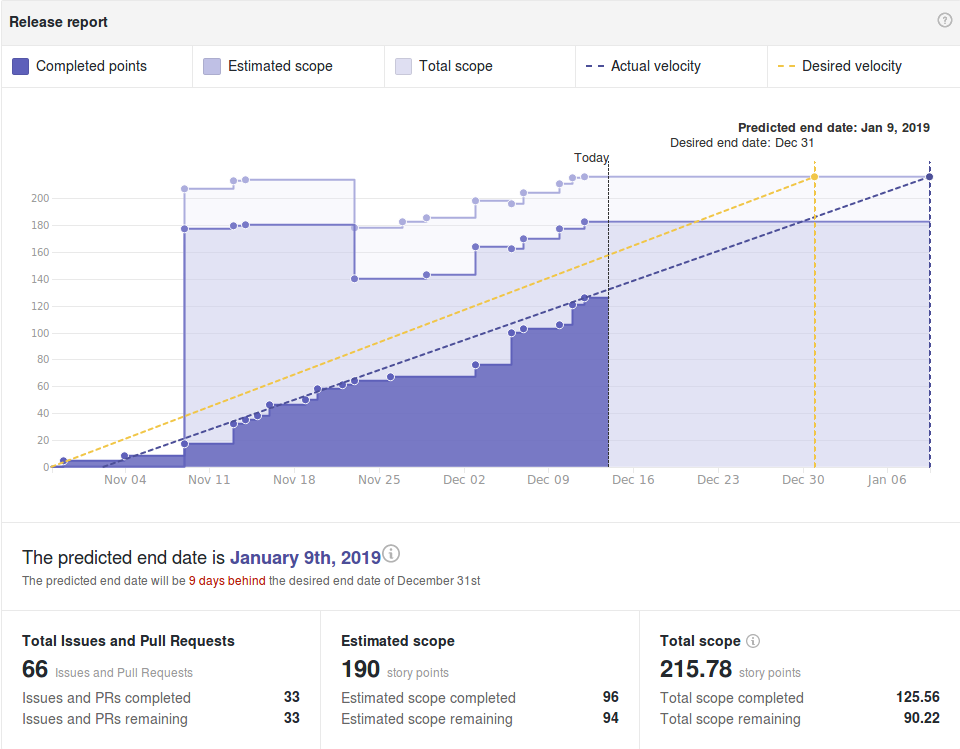 Release report ?
Completed points Estimated scope Total scope Actual velocity Desired velocity
Predicted end date: Jan 9, 2019
Desired end date: Dec 31
Today
200
180
160
140
120
100
80
60
40
20
0
Nov 04 Nov 11 Nov 18 Nov 25 Dec 02 Dec 09 Dec 16 Dec 23 Dec 30 Jan 06
The predicted end date is January 9th, 2019 i
The predicted end date will be 9 days behind the desired end date of December 31st
Total Issues and Pull Requests
66 Issues and Pull Requests
Issues and PRs completed 33
Issues and PRs remaining 33
Estimated scope
190 story points
Estimated scope completed 96
Estimated scope remaining 94
Total scope i
215.78 story points
Total scope completed 125.56
Total scope remaining 90.22